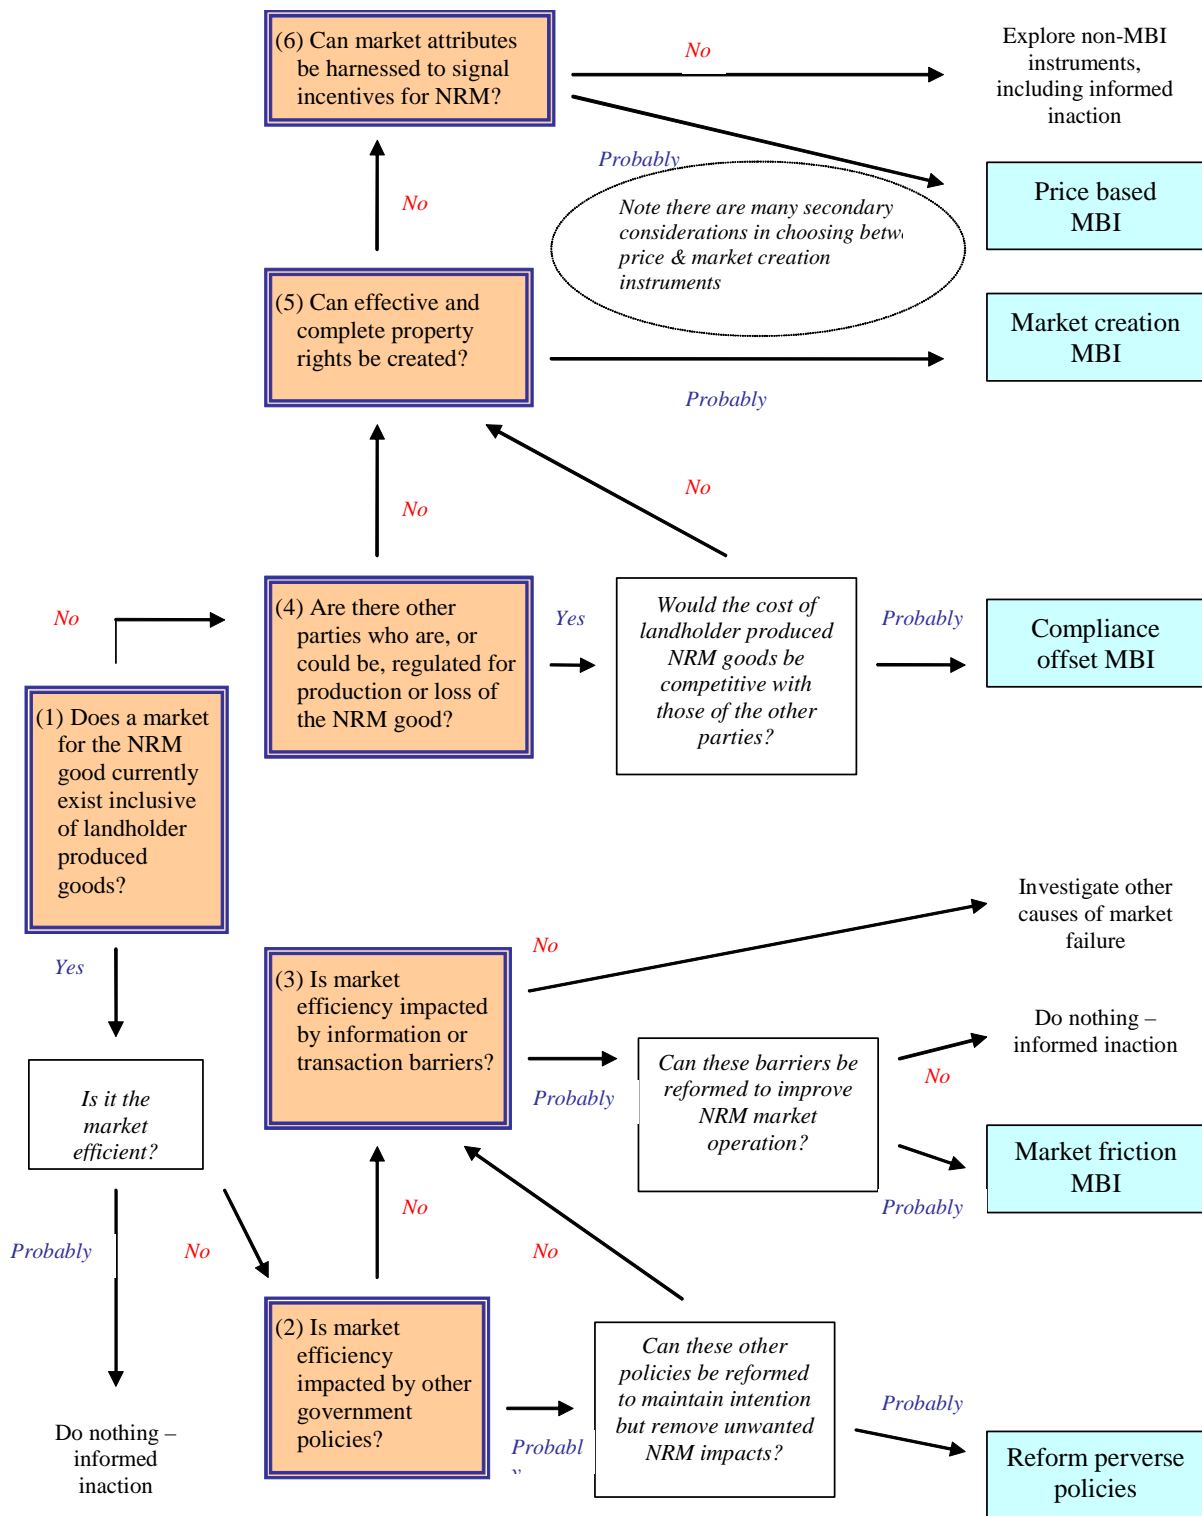 (6) Can market attributes
be harnessed to signal
incentives for NRM?
No
Explore non-MBI
instruments,
including informed
inaction
Probably
Price based
MBI
No
Note there are many secondary
considerations in choosing betw
price & market creation
instruments
(5) Can effective and
complete property
rights be created?
Market creation
MBI
Probably
No
No
No
(4) Are there other
parties who are, or
could be, regulated for
production or loss of
the NRM good?
Yes
Would the cost of
landholder produced
NRM goods be
competitive with
those of the other
parties?
Probably
Compliance
offset MBI
(1) Does a market
for the NRM
good currently
exist inclusive
of landholder
produced
goods?
Investigate other
causes of market
failure
No
Yes
(3) Is market
efficiency impacted
by information or
transaction barriers?
Do nothing –
informed inaction
Probably
Can these barriers be
reformed to improve
NRM market
operation?
No
Is it the
market
efficient?
Market friction
MBI
Probably
No
No
Probably
No
(2) Is market
efficiency
impacted by other
government
policies?
Probabl
y
Can these other
policies be reformed
to maintain intention
but remove unwanted
NRM impacts?
Probably
Reform perverse
policies
Do nothing –
informed
inaction